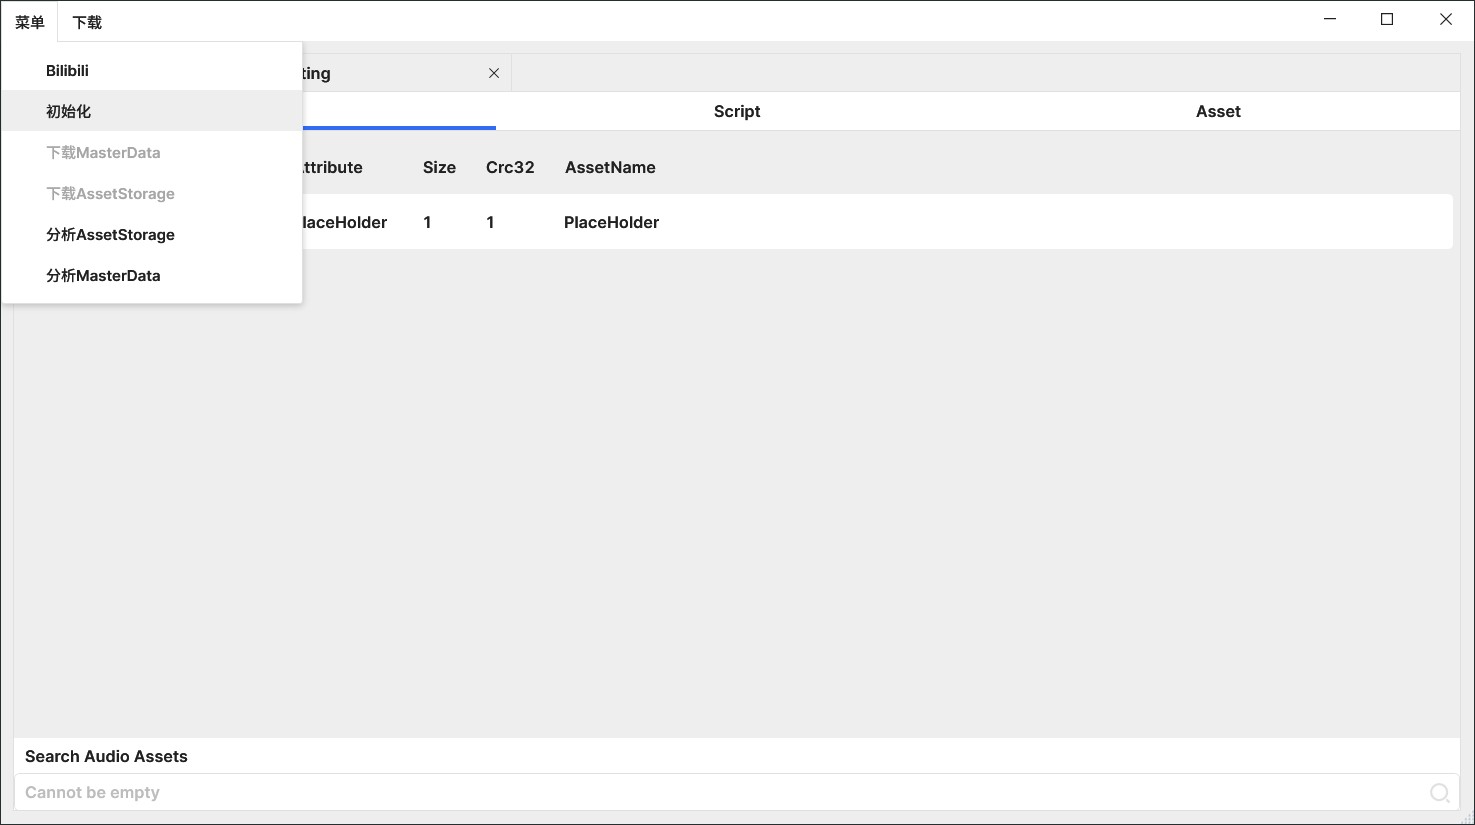 菜单 下载
Bilibili
初始化
下载MasterData
下载AssetStorage
分析AssetStorage
分析MasterData
ting
Script Asset
ttribute Size Crc32 AssetName
laceHolder 1 1 PlaceHolder
Search Audio Assets
Cannot be empty